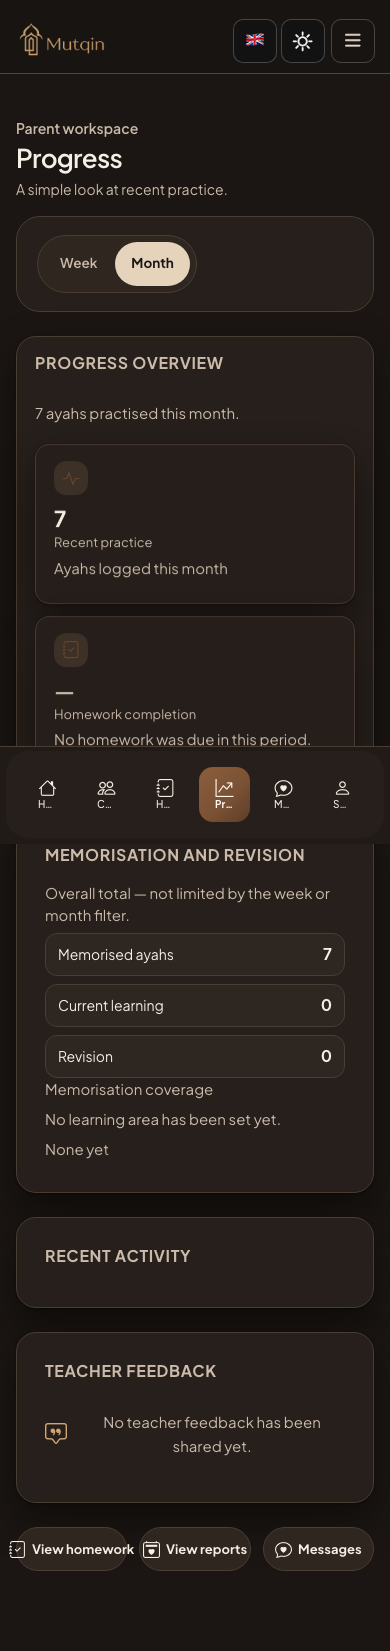 Mutqin
Parent workspace
Progress
A simple look at recent practice.
Week
Month
PROGRESS OVERVIEW
7 ayahs practised this month.
7
Recent practice
Ayahs logged this month
—
Homework completion
No homework was due in this period.
H...
C...
H...
Pr...
M...
S...
MEMORISATION AND REVISION
Overall total — not limited by the week or
month filter.
Memorised ayahs 7
Current learning 0
Revision 0
Memorisation coverage
No learning area has been set yet.
None yet
RECENT ACTIVITY
TEACHER FEEDBACK
No teacher feedback has been
shared yet.
View homework
View reports
Messages